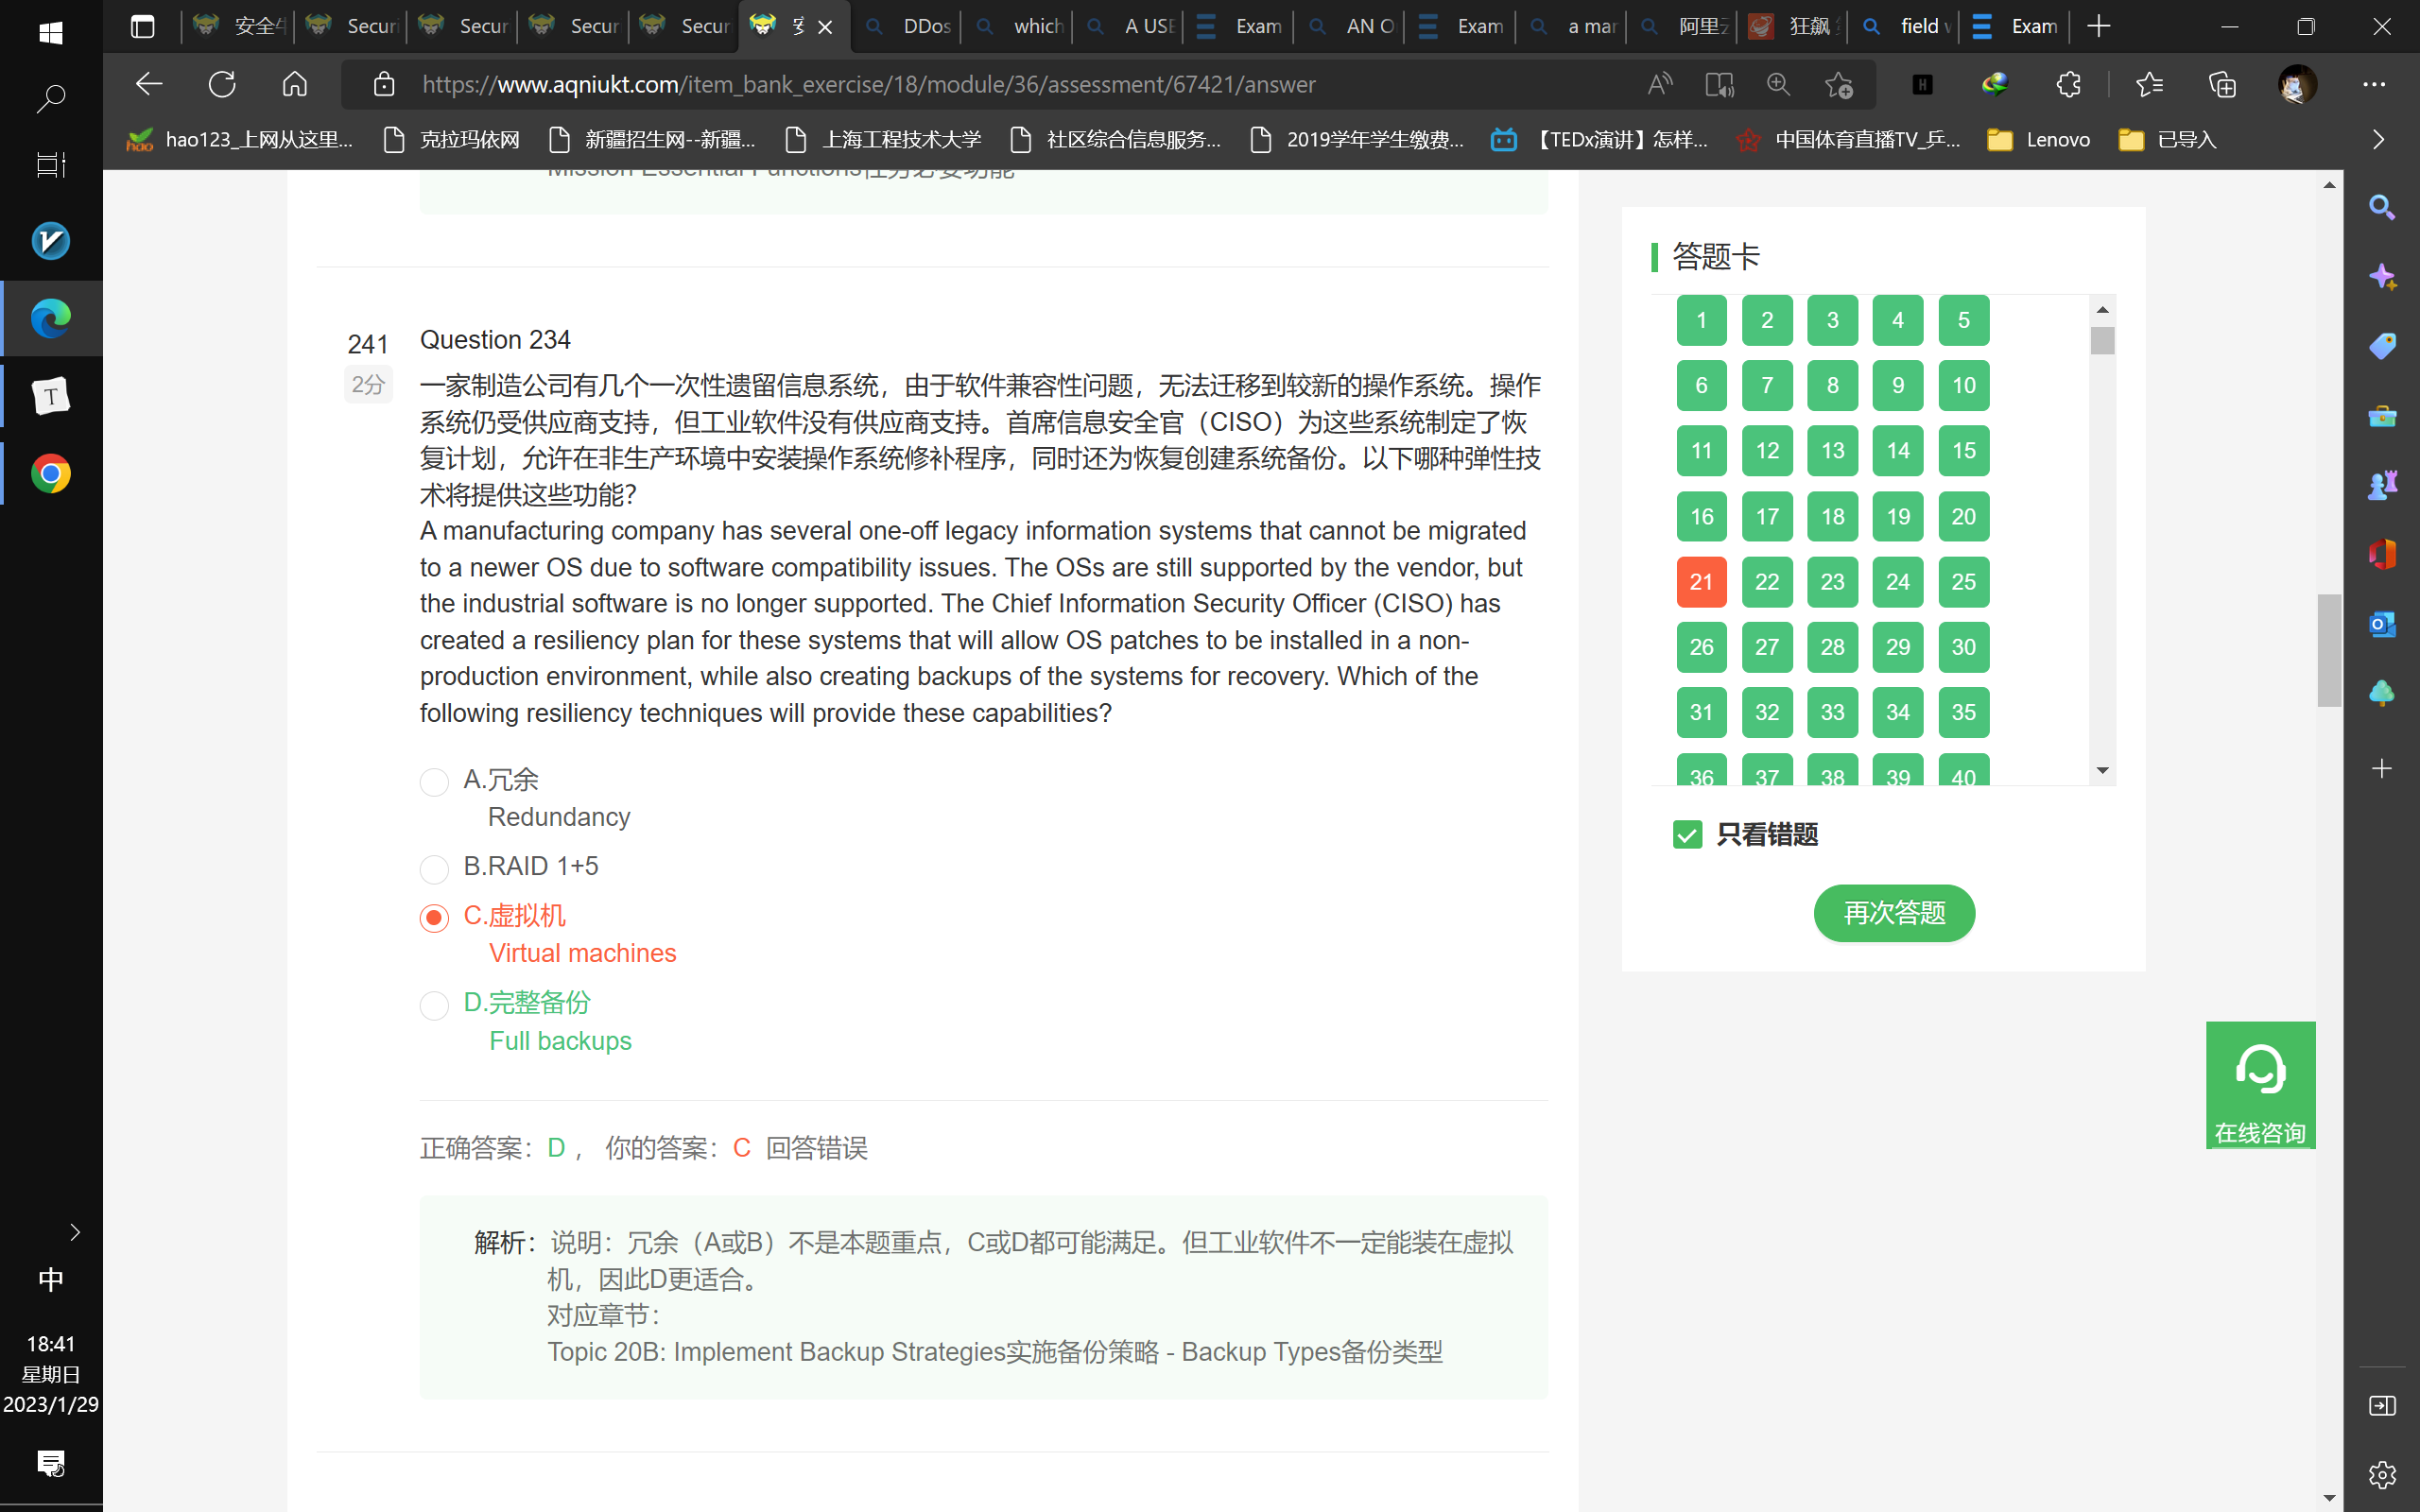 安全牛
Securi
Secur
Secur
Secur
DDos
which
A USE
Exam
AN O
Exam
a mar
阿里云
狂飙
field v
Exam
https://www.aqniukt.com/item_bank_exercise/18/module/36/assessment/67421/answer
hao123_上网从这里...
克拉玛依网
新疆招生网--新疆...
上海工程技术大学
社区综合信息服务...
2019学年学生缴费...
【TEDx演讲】怎样...
中国体育直播TV_乒...
Lenovo
已导入
Mission Essential Functions任务必要功能
241
2分
Question 234
一家制造公司有几个一次性遗留信息系统，由于软件兼容性问题，无法迁移到较新的操作系统。操作
系统仍受供应商支持，但工业软件没有供应商支持。首席信息安全官（CISO）为这些系统制定了恢
复计划，允许在非生产环境中安装操作系统修补程序，同时还为恢复创建系统备份。以下哪种弹性技
术将提供这些功能？
A manufacturing company has several one-off legacy information systems that cannot be migrated
to a newer OS due to software compatibility issues. The OSs are still supported by the vendor, but
the industrial software is no longer supported. The Chief Information Security Officer (CISO) has
created a resiliency plan for these systems that will allow OS patches to be installed in a non-
production environment, while also creating backups of the systems for recovery. Which of the
following resiliency techniques will provide these capabilities?
A.冗余
Redundancy
B.RAID 1+5
C.虚拟机
Virtual machines
D.完整备份
Full backups
正确答案：D，  你的答案：C  回答错误
解析：说明：冗余（A或B）不是本题重点，C或D都可能满足。但工业软件不一定能装在虚拟
机，因此D更适合。
对应章节：
Topic 20B: Implement Backup Strategies实施备份策略 - Backup Types备份类型
答题卡
1 2 3 4 5
6 7 8 9 10
11 12 13 14 15
16 17 18 19 20
21 22 23 24 25
26 27 28 29 30
31 32 33 34 35
36 37 38 39 40
只看错题
再次答题
在线咨询
中
18:41
星期日
2023/1/29